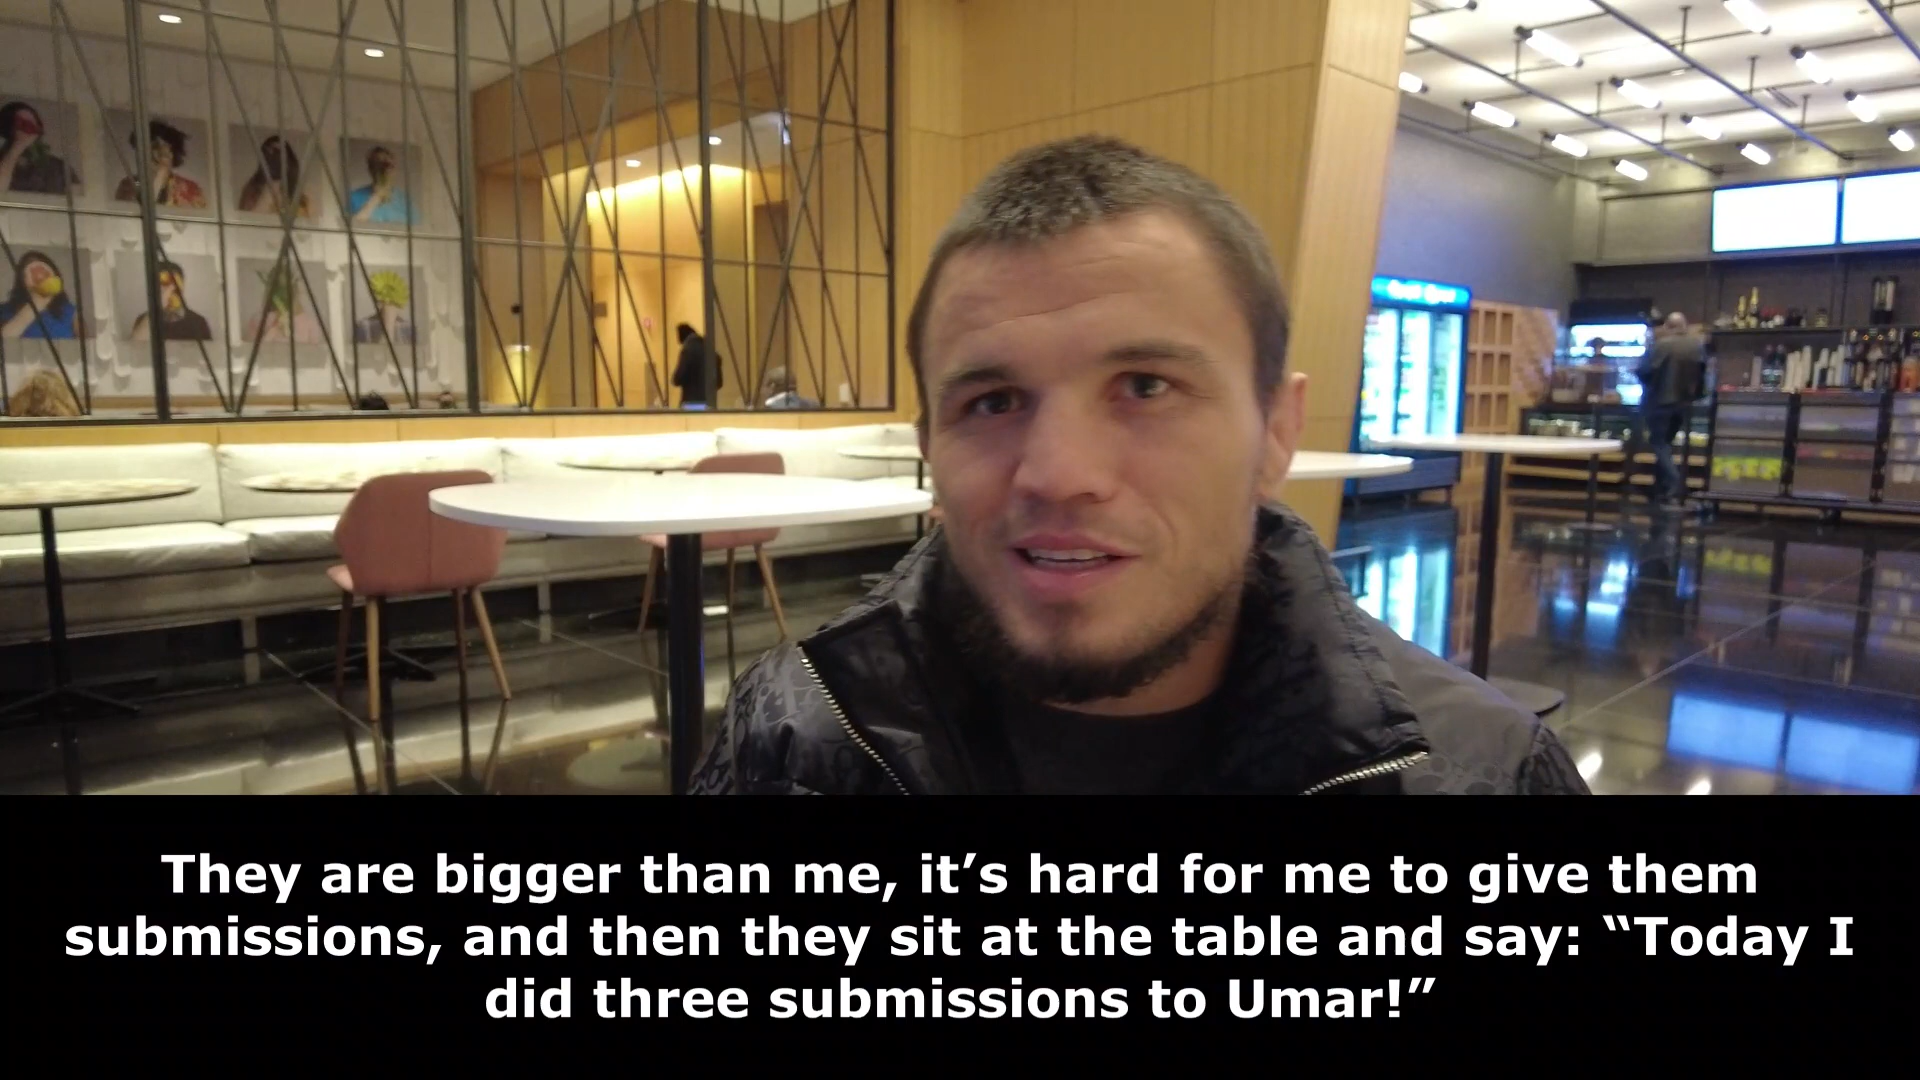 They are bigger than me, it’s hard for me to give them
submissions, and then they sit at the table and say: “Today I
did three submissions to Umar!”